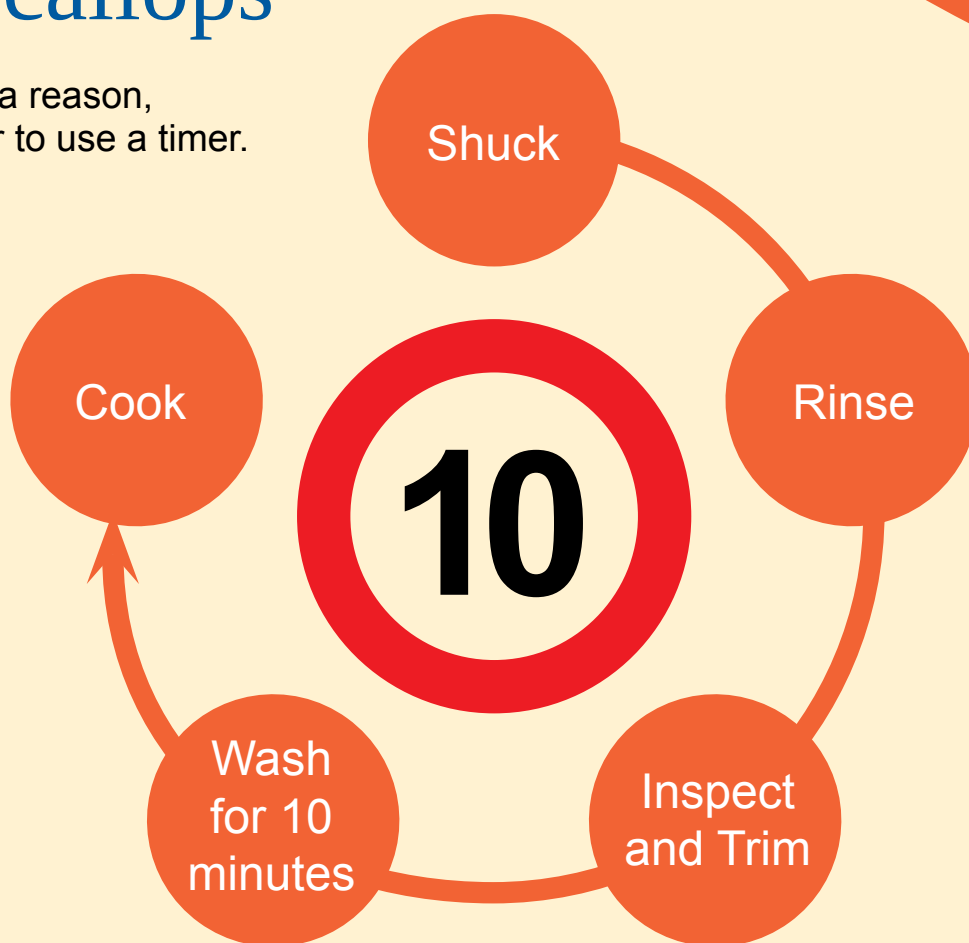 a reason,
to use a timer.
Shuck
Rinse
Inspect
and Trim
Wash
for 10
minutes
Cook
10